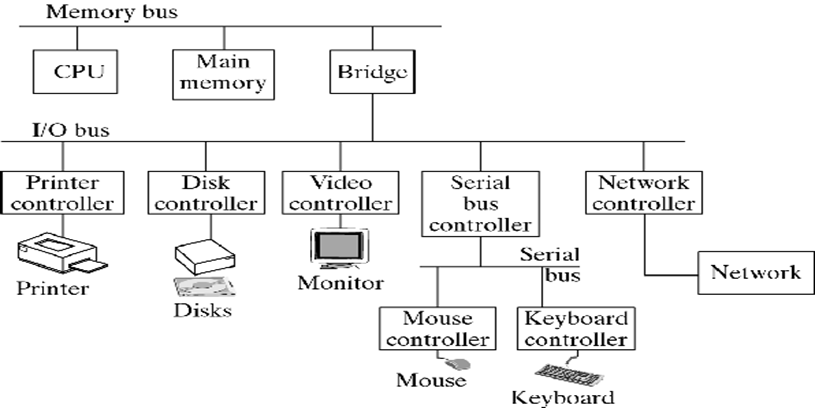 Memory bus
CPU
Main
memory
Bridge
I/O bus
Printer
controller
Disk
controller
Video
controller
Serial
bus
controller
Network
controller
Printer
Disks
Monitor
Serial
bus
Network
Mouse
controller
Keyboard
controller
Mouse
Keyboard